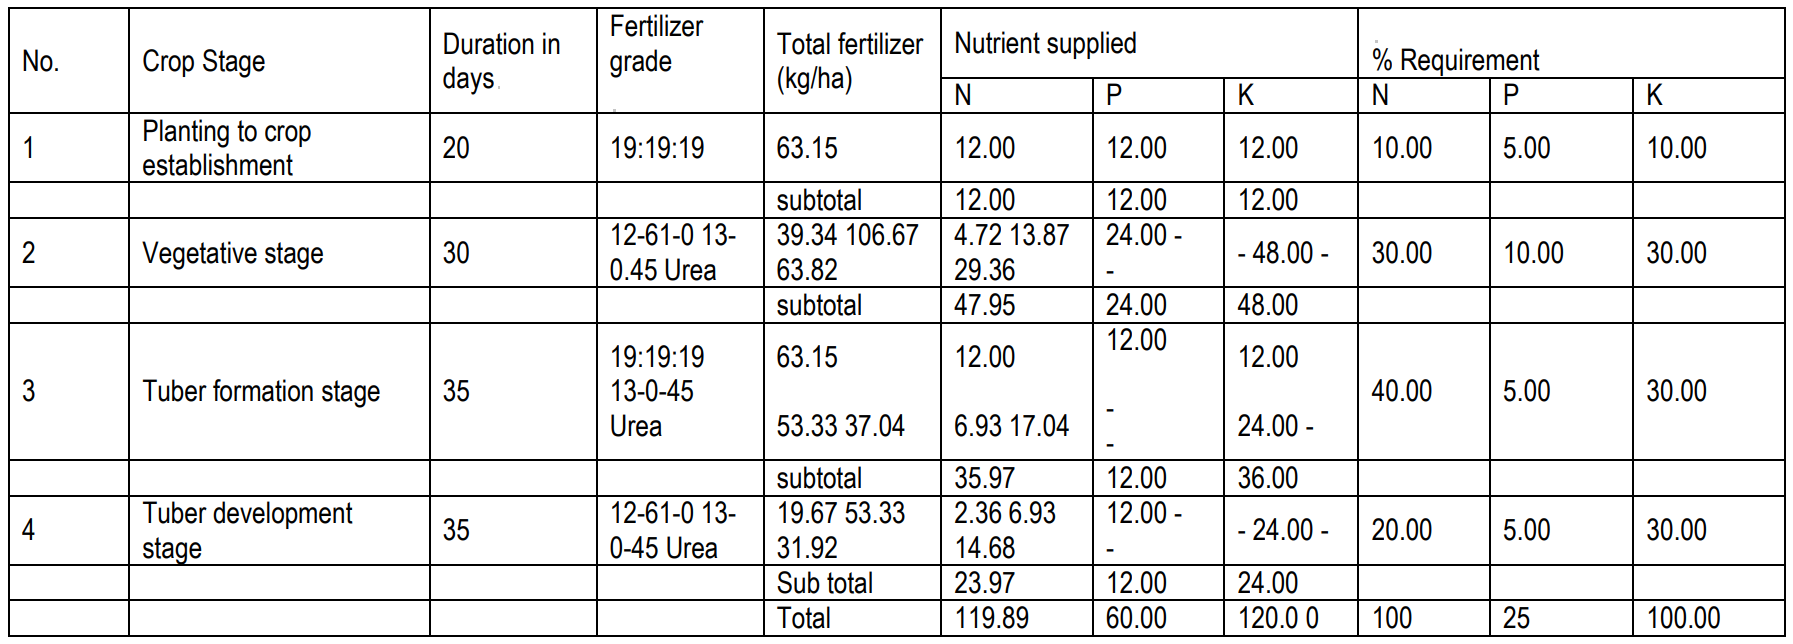 No. Crop Stage Duration in days Fertilizer grade Total fertilizer (kg/ha) Nutrient supplied % Requirement
N P K N P K
1 Planting to crop establishment 20 19:19:19 63.15 12.00 12.00 12.00 10.00 5.00 10.00
subtotal 12.00 12.00 12.00
2 Vegetative stage 30 12-61-0 13-0.45 Urea 39.34 106.67 63.82 4.72 13.87 29.36 24.00 - - - 48.00 - 30.00 10.00 30.00
subtotal 47.95 24.00 48.00
3 Tuber formation stage 35 19:19:19 13-0-45 Urea 63.15 53.33 37.04 12.00 6.93 17.04 12.00 - - 12.00 24.00 - 40.00 5.00 30.00
subtotal 35.97 12.00 36.00
4 Tuber development stage 35 12-61-0 13-0-45 Urea 19.67 53.33 31.92 2.36 6.93 14.68 12.00 - - - 24.00 - 20.00 5.00 30.00
Sub total 23.97 12.00 24.00
Total 119.89 60.00 120.0 0 100 25 100.00